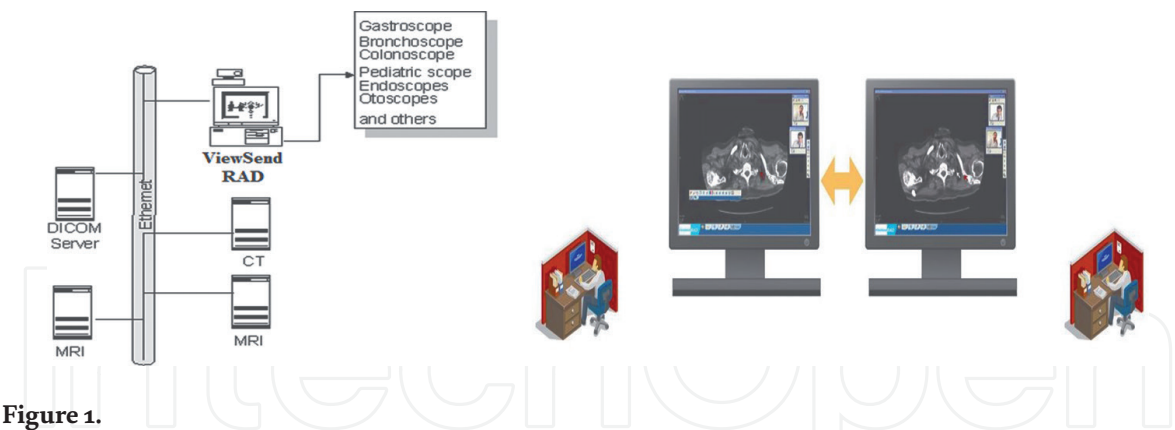 Gastroscope
Bronchoscope
Colonoscope
Pediatric scope
Endoscopes
Otoscopes
and others
ViewSend
RAD
Ethernet
DICOM
Server
CT
MRI
MRI
IntechOpen
Figure 1.